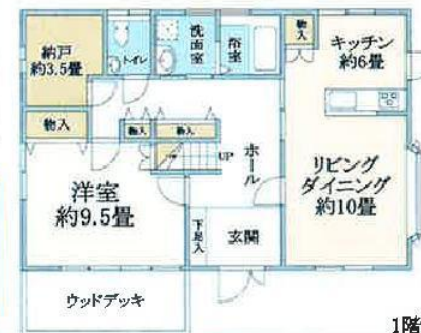 納戸
約3.5畳
トイレ
洗面室
浴室
物入
キッチン
約6畳
物入
物入
物入
UP
ホール
洋室
約9.5畳
リビング
ダイニング
約10畳
下足入
玄関
ウッドデッキ
1階